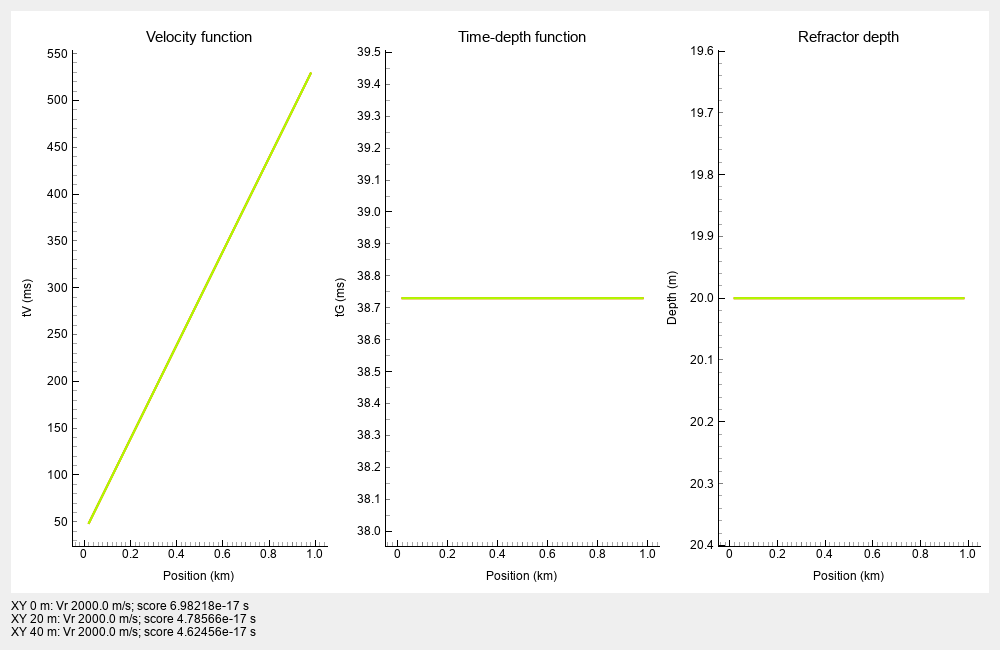 Velocity function
550
500
450
400
350
300
250
200
150
100
50
tV (ms)
0 0.2 0.4 0.6 0.8 1.0
Position (km)
Time-depth function
39.5
39.4
39.3
39.2
39.1
39.0
38.9
38.8
38.7
38.6
38.5
38.4
38.3
38.2
38.1
38.0
tG (ms)
0 0.2 0.4 0.6 0.8 1.0
Position (km)
Refractor depth
19.6
19.7
19.8
19.9
20.0
20.1
20.2
20.3
20.4
Depth (m)
0 0.2 0.4 0.6 0.8 1.0
Position (km)
XY 0 m: Vr 2000.0 m/s; score 6.98218e-17 s
XY 20 m: Vr 2000.0 m/s; score 4.78566e-17 s
XY 40 m: Vr 2000.0 m/s; score 4.62456e-17 s